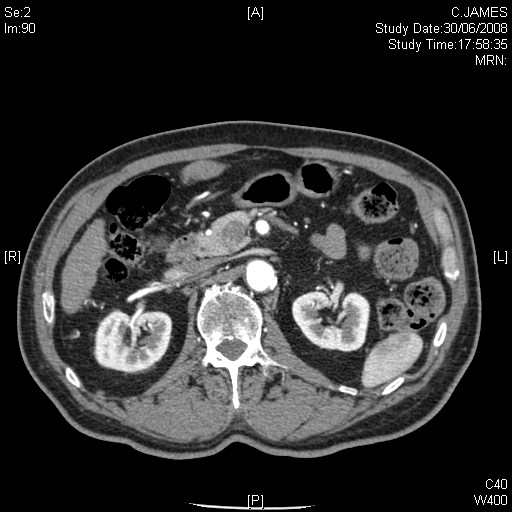 Se:2
Im:90
[A]
C.JAMES
Study Date:30/06/2008
Study Time:17:58:35
MRN:
[R]
[L]
[P]
C40
W400